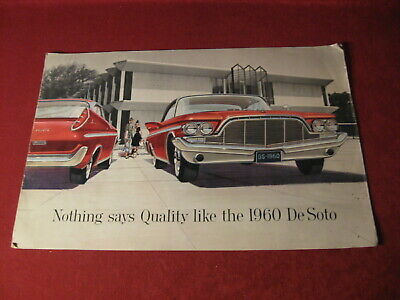 DS-1960
Nothing says Quality like the 1960 De Soto